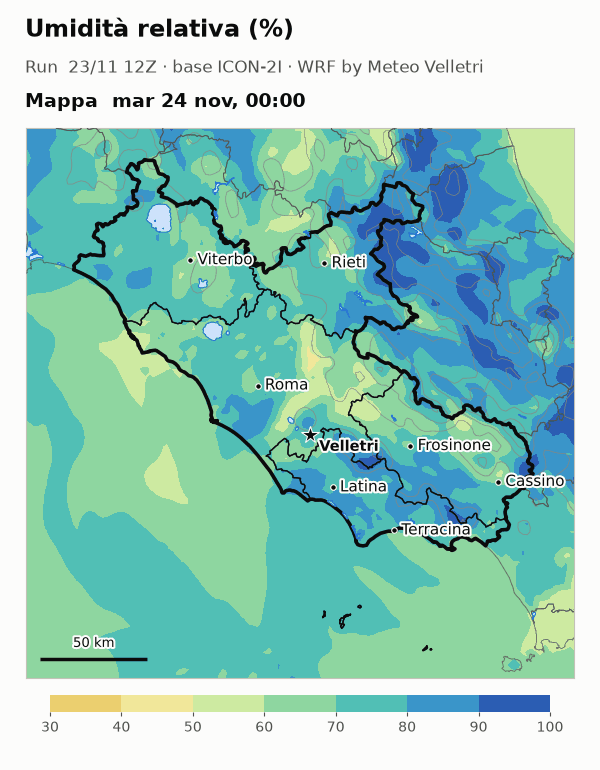 Umidità relativa (%)
Run  23/11 12Z · base ICON-2I · WRF by Meteo Velletri
Mappa  mar 24 nov, 00:00
Viterbo
Rieti
Roma
Velletri
Frosinone
Cassino
Latina
Terracina
50 km
30 40 50 60 70 80 90 100